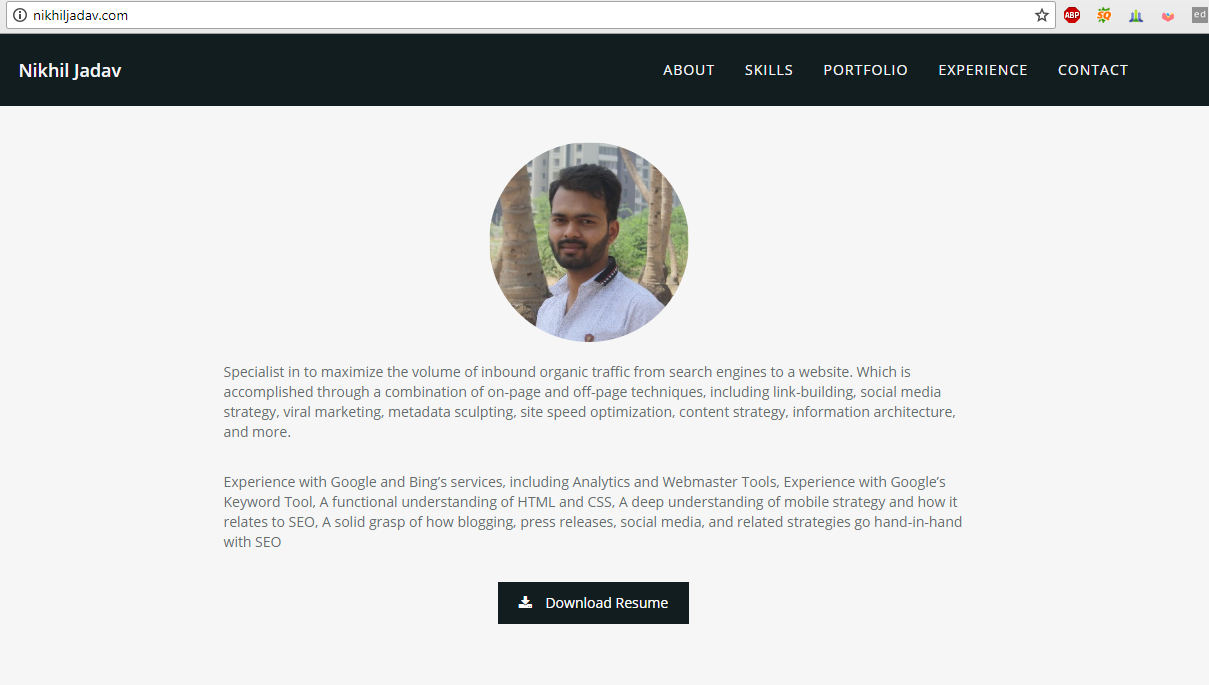 nikhiljadav.com
ABP
SQ
ed
Nikhil Jadav
ABOUT SKILLS PORTFOLIO EXPERIENCE CONTACT
Specialist in to maximize the volume of inbound organic traffic from search engines to a website. Which is
accomplished through a combination of on-page and off-page techniques, including link-building, social media
strategy, viral marketing, metadata sculpting, site speed optimization, content strategy, information architecture,
and more.
Experience with Google and Bing’s services, including Analytics and Webmaster Tools, Experience with Google’s
Keyword Tool, A functional understanding of HTML and CSS, A deep understanding of mobile strategy and how it
relates to SEO, A solid grasp of how blogging, press releases, social media, and related strategies go hand-in-hand
with SEO
Download Resume